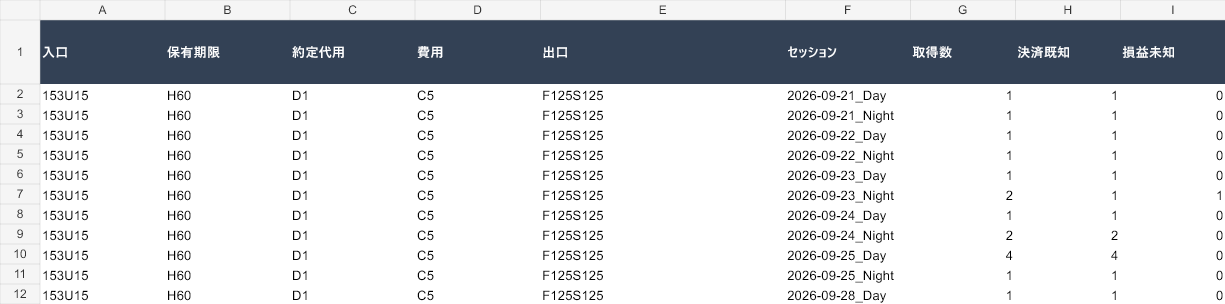 A B C D E F G H I
1 入口 保有期限 約定代用 費用 出口 セッション 取得数 決済既知 損益未知
2 153U15 H60 D1 C5 F125S125 2026-09-21_Day 1 1 0
3 153U15 H60 D1 C5 F125S125 2026-09-21_Night 1 1 0
4 153U15 H60 D1 C5 F125S125 2026-09-22_Day 1 1 0
5 153U15 H60 D1 C5 F125S125 2026-09-22_Night 1 1 0
6 153U15 H60 D1 C5 F125S125 2026-09-23_Day 1 1 0
7 153U15 H60 D1 C5 F125S125 2026-09-23_Night 2 1 1
8 153U15 H60 D1 C5 F125S125 2026-09-24_Day 1 1 0
9 153U15 H60 D1 C5 F125S125 2026-09-24_Night 2 2 0
10 153U15 H60 D1 C5 F125S125 2026-09-25_Day 4 4 0
11 153U15 H60 D1 C5 F125S125 2026-09-25_Night 1 1 0
12 153U15 H60 D1 C5 F125S125 2026-09-28_Day 1 1 0